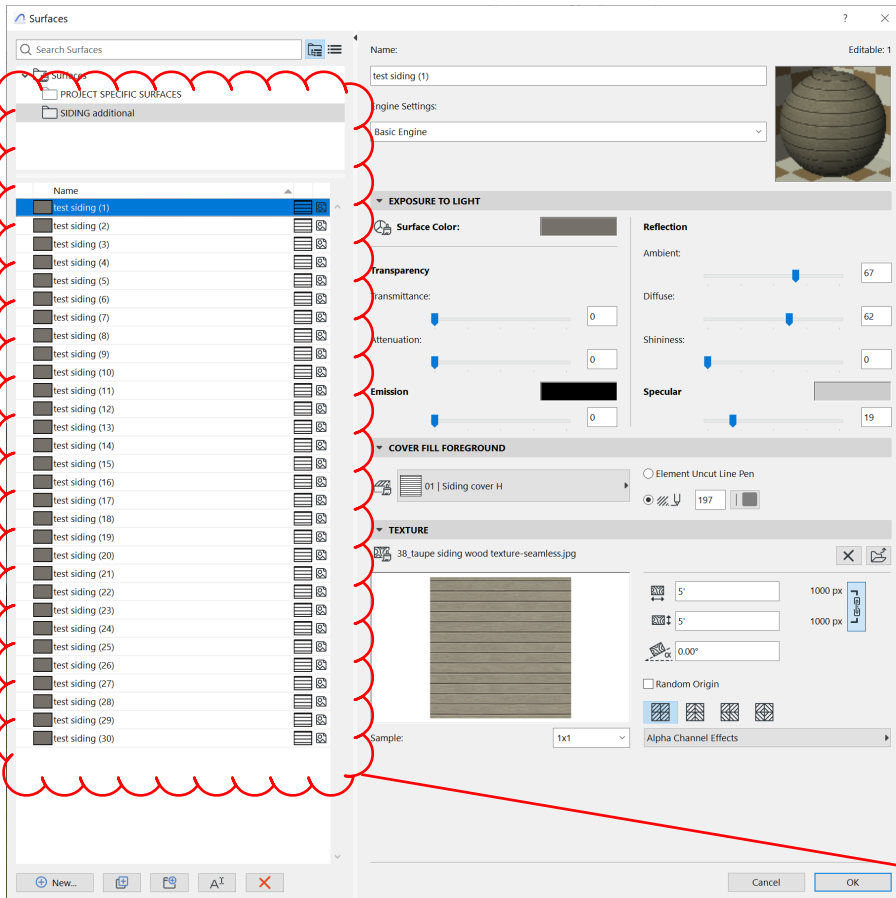 Surfaces
?
Search Surfaces
Surfaces
PROJECT SPECIFIC SURFACES
SIDING additional
Name
test siding (1)
test siding (2)
test siding (3)
test siding (4)
test siding (5)
test siding (6)
test siding (7)
test siding (8)
test siding (9)
test siding (10)
test siding (11)
test siding (12)
test siding (13)
test siding (14)
test siding (15)
test siding (16)
test siding (17)
test siding (18)
test siding (19)
test siding (20)
test siding (21)
test siding (22)
test siding (23)
test siding (24)
test siding (25)
test siding (26)
test siding (27)
test siding (28)
test siding (29)
test siding (30)
New...
Name:
Editable: 1
test siding (1)
Engine Settings:
Basic Engine
EXPOSURE TO LIGHT
Surface Color:
Transparency
Transmittance:
0
Attenuation:
0
Emission
0
Reflection
Ambient:
67
Diffuse:
62
Shininess:
0
Specular
19
COVER FILL FOREGROUND
01 | Siding cover H
Element Uncut Line Pen
197
TEXTURE
38_taupe siding wood texture-seamless.jpg
5'
1000 px
5'
1000 px
α
0.00°
Random Origin
Sample:
1x1
Alpha Channel Effects
Cancel
OK